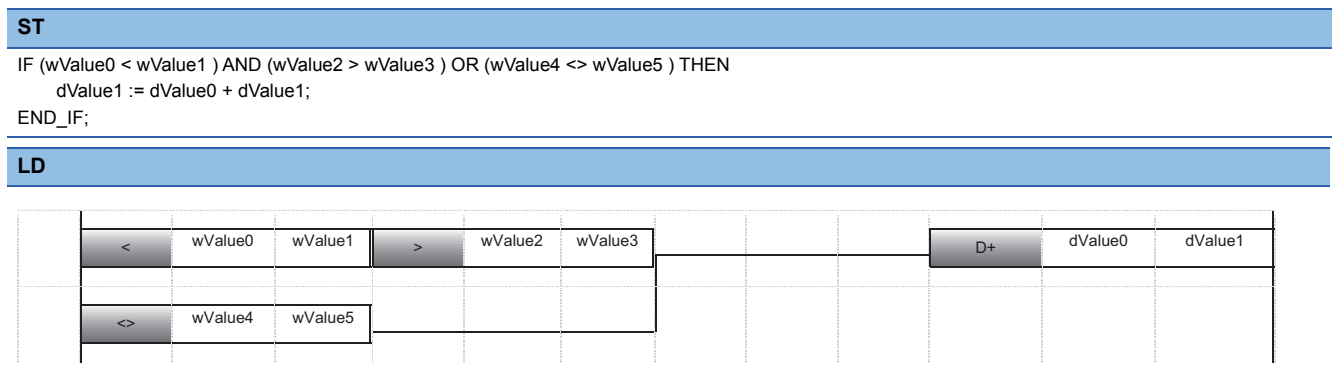 ST
IF (wValue0 < wValue1 ) AND (wValue2 > wValue3 ) OR (wValue4 <> wValue5 ) THEN
dValue1 := dValue0 + dValue1;
END_IF;
LD
< wValue0 wValue1 > wValue2 wValue3 D+ dValue0 dValue1
<> wValue4 wValue5